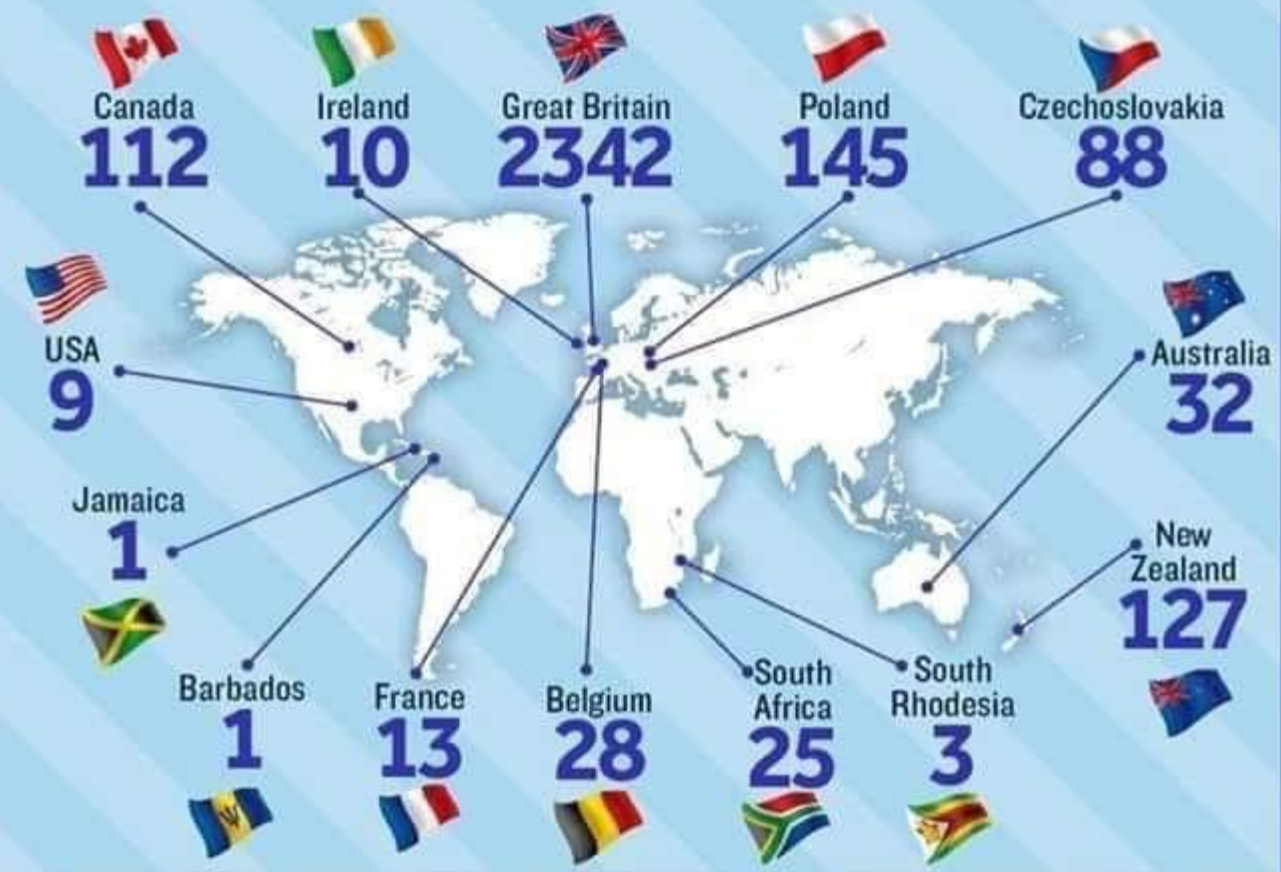 Canada
112
Ireland
10
Great Britain
2342
Poland
145
Czechoslovakia
88
USA
9
Australia
32
Jamaica
1
New
Zealand
127
Barbados
1
France
13
Belgium
28
South
Africa
25
South
Rhodesia
3